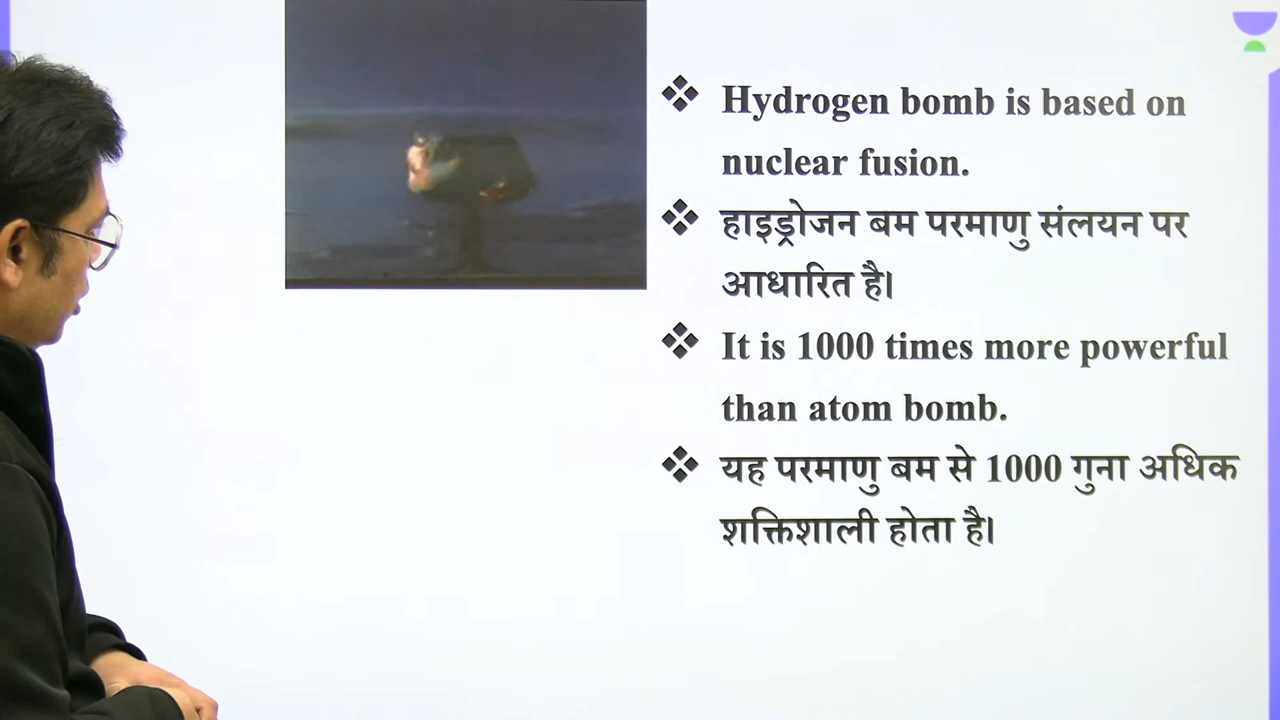 Hydrogen bomb is based on
nuclear fusion.
हाइड्रोजन बम परमाणु संलयन पर
आधारित है।
It is 1000 times more powerful
than atom bomb.
यह परमाणु बम से 1000 गुना अधिक
शक्तिशाली होता है।